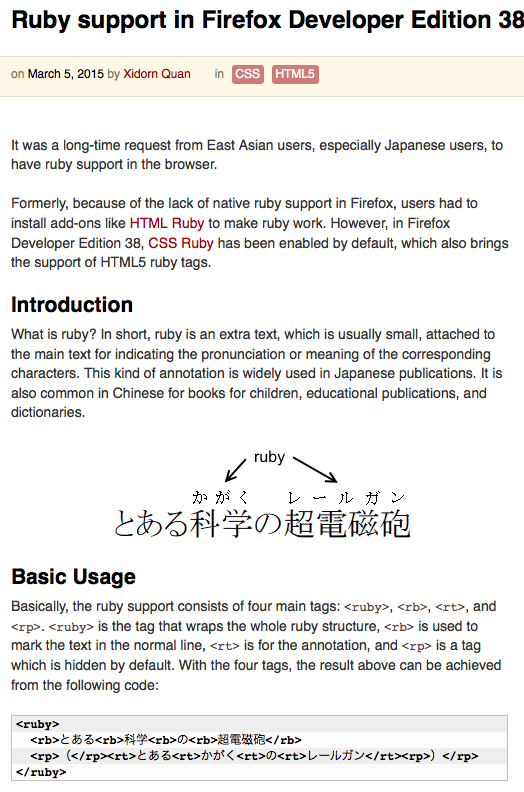 Ruby support in Firefox Developer Edition 38
on March 5, 2015 by Xidorn Quan in CSS HTML5
It was a long-time request from East Asian users, especially Japanese users, to
have ruby support in the browser.
Formerly, because of the lack of native ruby support in Firefox, users had to
install add-ons like HTML Ruby to make ruby work. However, in Firefox
Developer Edition 38, CSS Ruby has been enabled by default, which also brings
the support of HTML5 ruby tags.
Introduction
What is ruby? In short, ruby is an extra text, which is usually small, attached to
the main text for indicating the pronunciation or meaning of the corresponding
characters. This kind of annotation is widely used in Japanese publications. It is
also common in Chinese for books for children, educational publications, and
dictionaries.
ruby
かがく レールガン
とある科学の超電磁砲
Basic Usage
Basically, the ruby support consists of four main tags: <ruby>, <rb>, <rt>, and
<rp>. <ruby> is the tag that wraps the whole ruby structure, <rb> is used to
mark the text in the normal line, <rt> is for the annotation, and <rp> is a tag
which is hidden by default. With the four tags, the result above can be achieved
from the following code:
<ruby>
<rb>とある<rb>科学<rb>の<rb>超電磁砲</rb>
<rp>（</rp><rt>とある<rt>かがく<rt>の<rt>レールガン</rt><rp>）</rp>
</ruby>